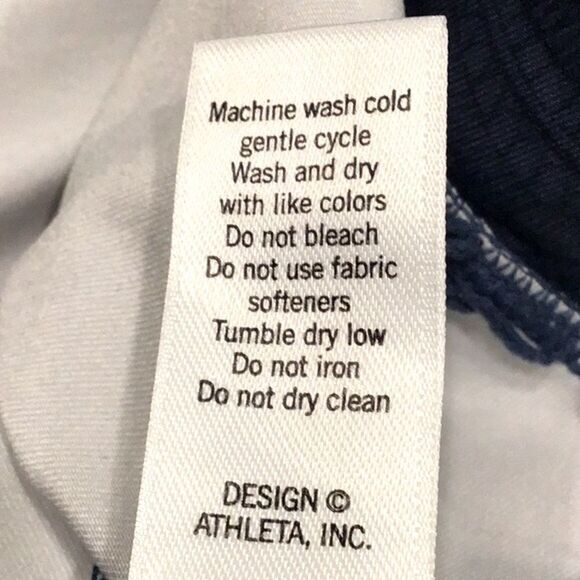 Machine wash cold
gentle cycle
Wash and dry
with like colors
Do not bleach
Do not use fabric
softeners
Tumble dry low
Do not iron
Do not dry clean
DESIGN ©
ATHLETA, INC.